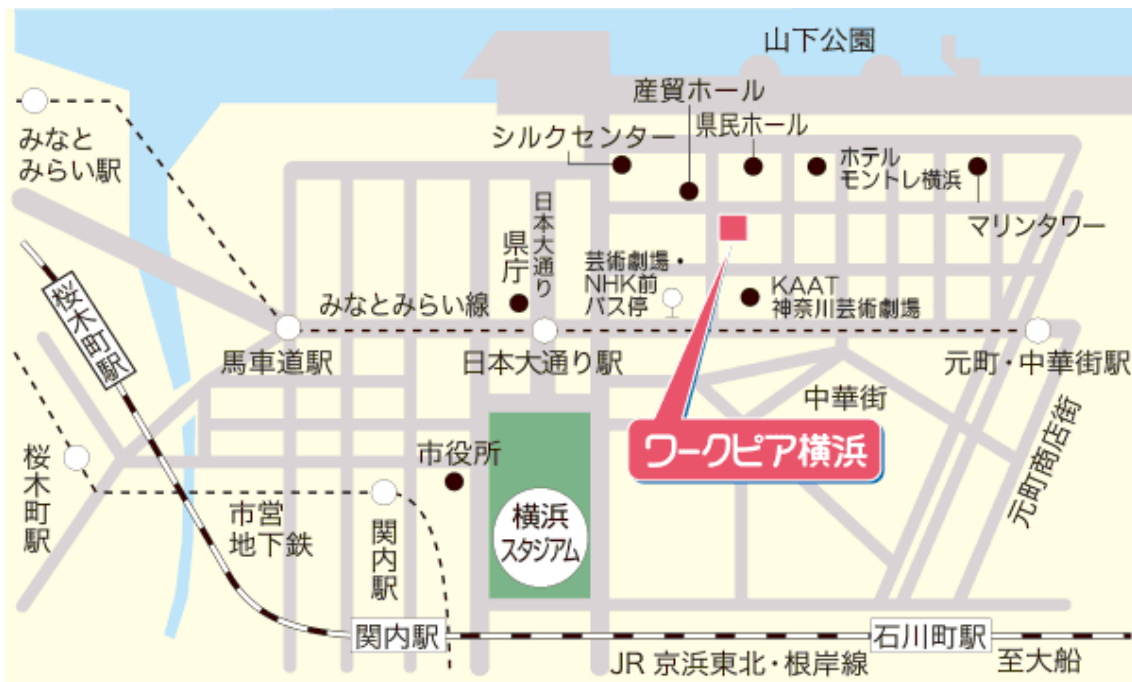 山下公園
産貿ホール
シルクセンター
県民ホール
ホテル
モントレ横浜
マリンタワー
みなと
みらい駅
日本大通り
県庁
芸術劇場・
NHK前
バス停
KAAT
神奈川芸術劇場
みなとみらい線
桜木町駅
馬車道駅
日本大通り駅
元町・中華街駅
中華街
ワークピア横浜
元町商店街
市役所
桜木町駅
横浜
スタジアム
市営
地下鉄
関内駅
関内駅
石川町駅
JR 京浜東北・根岸線
至大船